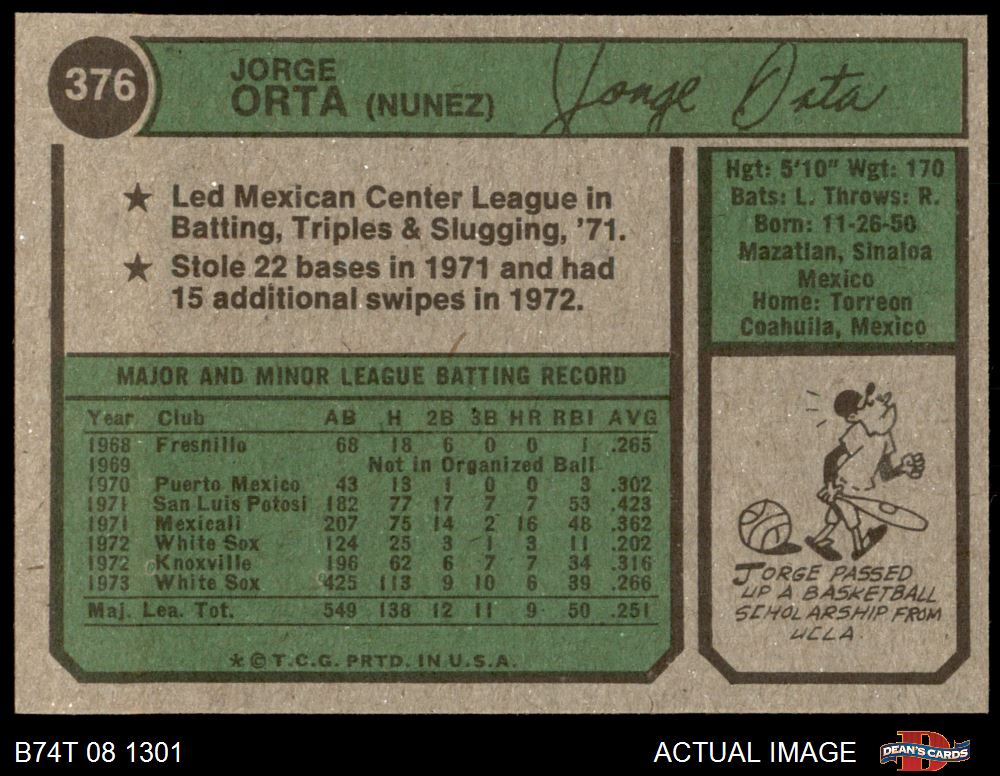 376
JORGE
ORTA (NUNEZ)
Jorge Orta
★ Led Mexican Center League in
Batting, Triples & Slugging, '71.
★ Stole 22 bases in 1971 and had
15 additional swipes in 1972.
Hgt: 5'10" Wgt: 170
Bats: L. Throws: R.
Born: 11-26-50
Mazatlan, Sinaloa
Mexico
Home: Torreon
Coahuila, Mexico
MAJOR AND MINOR LEAGUE BATTING RECORD
Year Club AB H 2B 3B HR RBI AVG
1968 Fresnillo 68 18 6 0 0 1 .265
1969 Not in Organized Ball
1970 Puerto Mexico 43 13 1 0 0 3 .302
1971 San Luis Potosi 182 77 17 7 7 53 .423
1971 Mexicali 207 75 14 2 16 48 .362
1972 White Sox 124 25 3 1 3 11 .202
1972 Knoxville 196 62 6 7 7 34 .316
1973 White Sox 425 113 9 10 6 39 .266
Maj. Lea. Tot. 549 138 12 11 9 50 .251
* © T.C.G. PRTD. IN U.S.A.
JORGE PASSED
UP A BASKETBALL
SCHOLARSHIP FROM
UCLA.
B74T 08 1301
ACTUAL IMAGE
DEAN'S CARDS